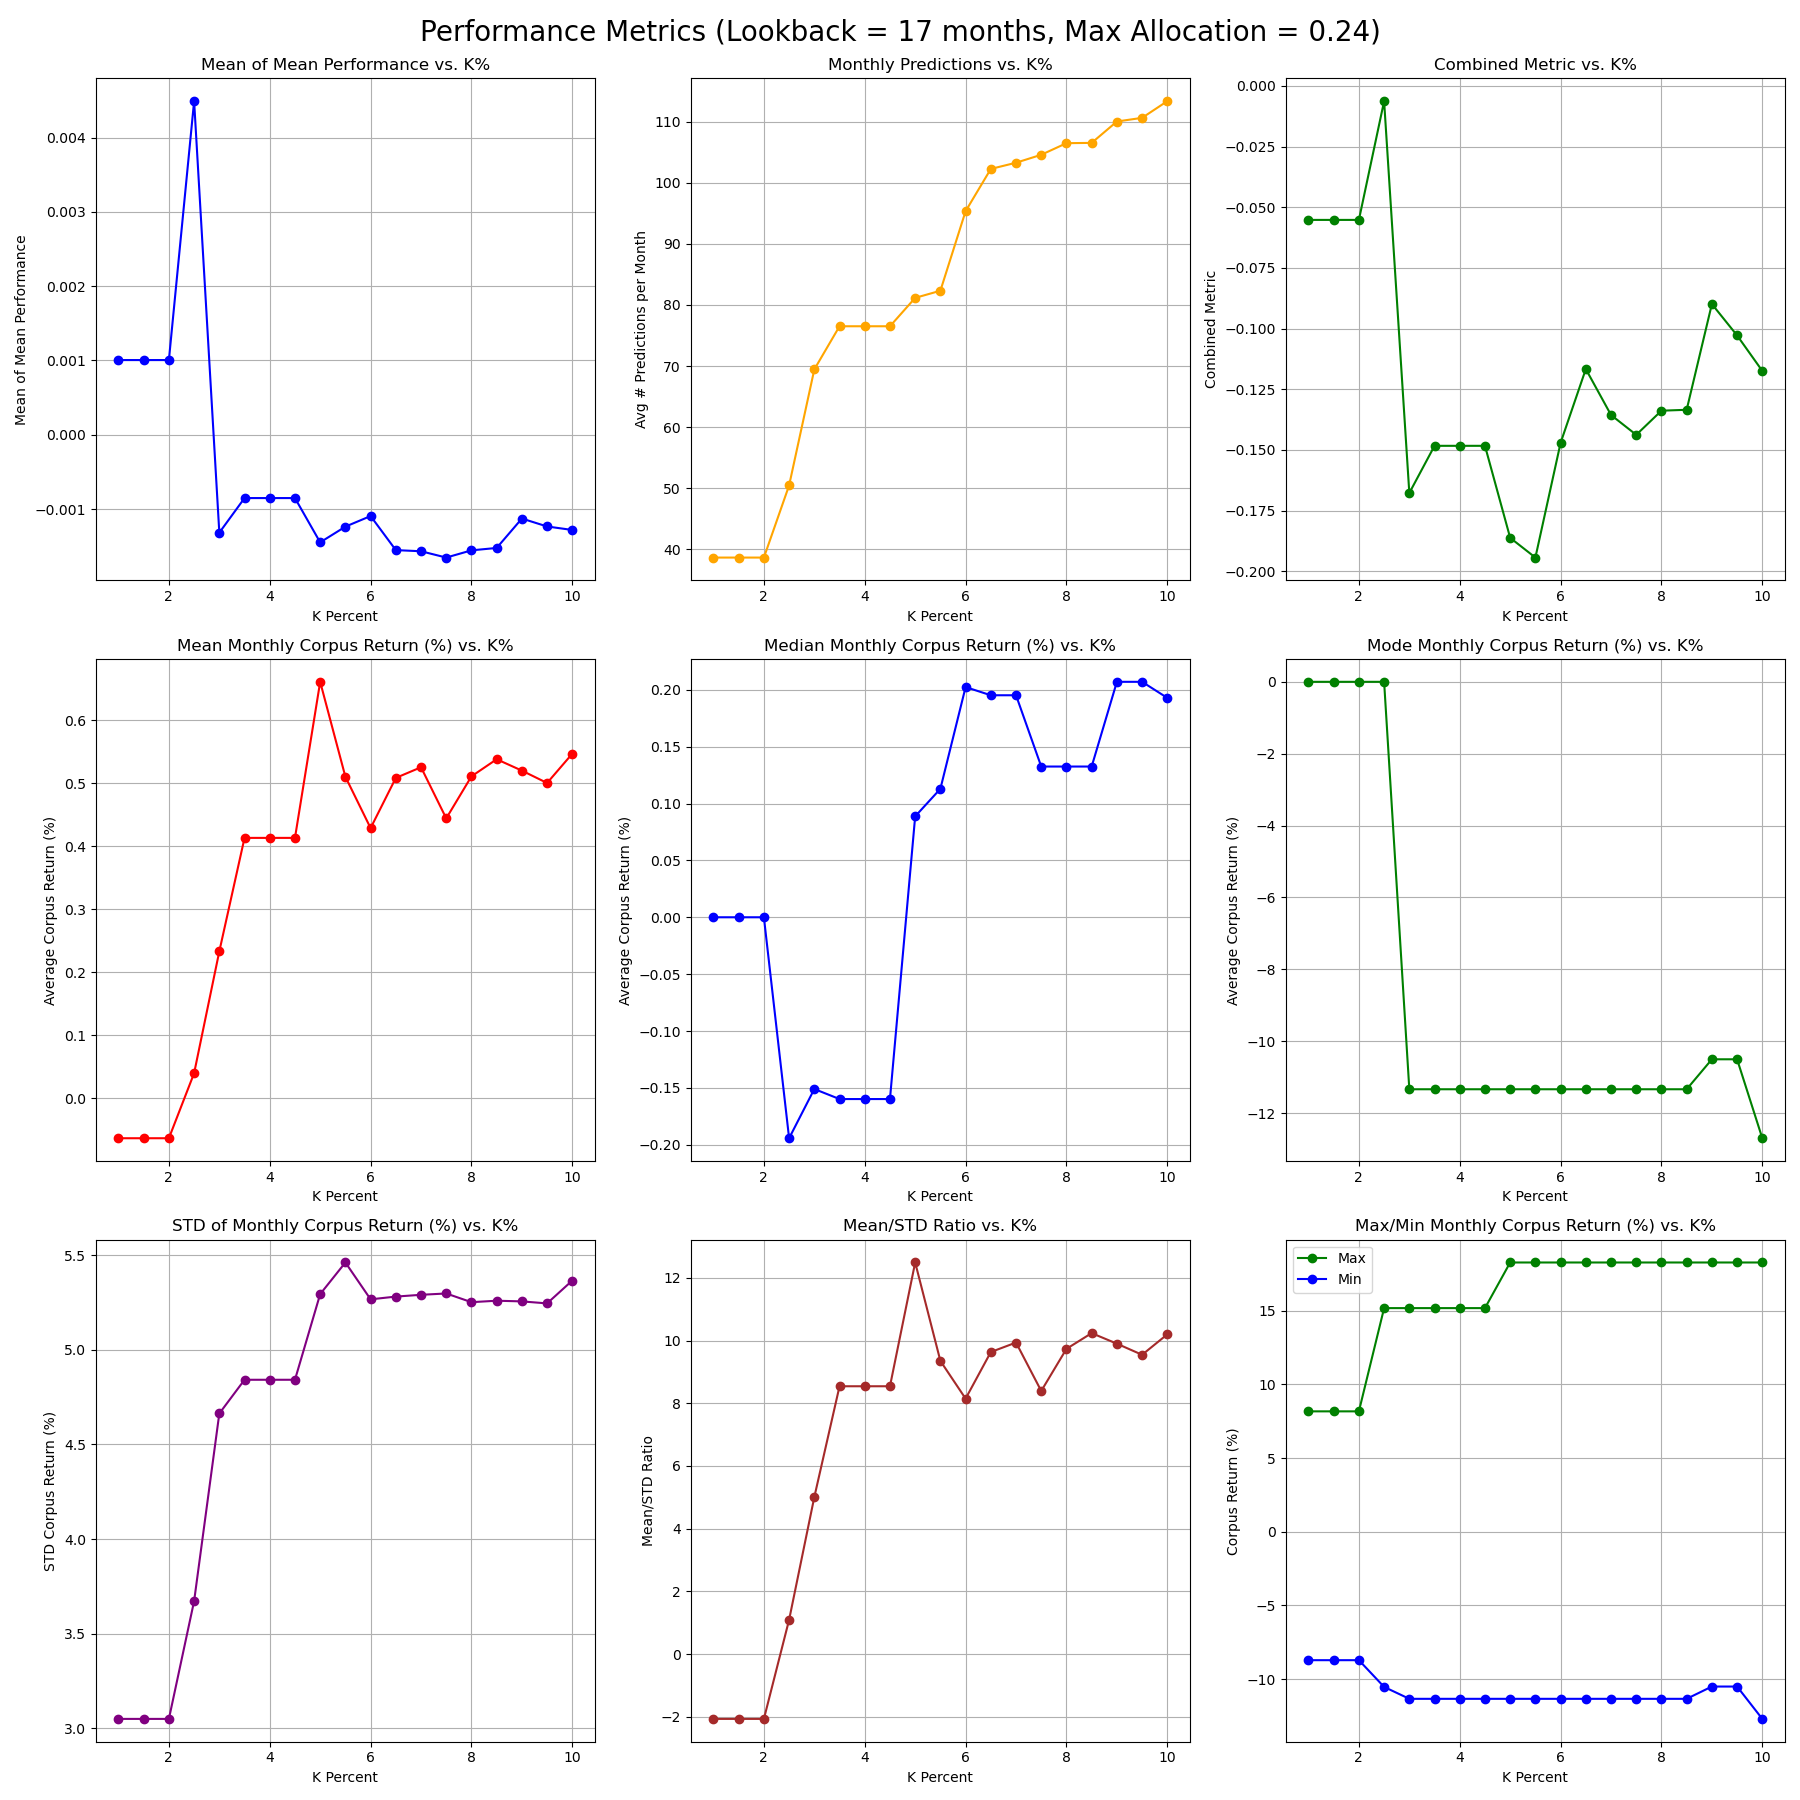 Performance Metrics (Lookback = 17 months, Max Allocation = 0.24)
Mean of Mean Performance vs. K%
Mean of Mean Performance
0.004
0.003
0.002
0.001
0.000
−0.001
2 4 6 8 10
K Percent
Monthly Predictions vs. K%
Avg # Predictions per Month
110
100
90
80
70
60
50
40
2 4 6 8 10
K Percent
Combined Metric vs. K%
Combined Metric
0.000
−0.025
−0.050
−0.075
−0.100
−0.125
−0.150
−0.175
−0.200
2 4 6 8 10
K Percent
Mean Monthly Corpus Return (%) vs. K%
Average Corpus Return (%)
0.6
0.5
0.4
0.3
0.2
0.1
0.0
2 4 6 8 10
K Percent
Median Monthly Corpus Return (%) vs. K%
Average Corpus Return (%)
0.20
0.15
0.10
0.05
0.00
−0.05
−0.10
−0.15
−0.20
2 4 6 8 10
K Percent
Mode Monthly Corpus Return (%) vs. K%
Average Corpus Return (%)
0
−2
−4
−6
−8
−10
−12
2 4 6 8 10
K Percent
STD of Monthly Corpus Return (%) vs. K%
STD Corpus Return (%)
5.5
5.0
4.5
4.0
3.5
3.0
2 4 6 8 10
K Percent
Mean/STD Ratio vs. K%
Mean/STD Ratio
12
10
8
6
4
2
0
−2
2 4 6 8 10
K Percent
Max/Min Monthly Corpus Return (%) vs. K%
Max
Min
Corpus Return (%)
15
10
5
0
−5
−10
2 4 6 8 10
K Percent